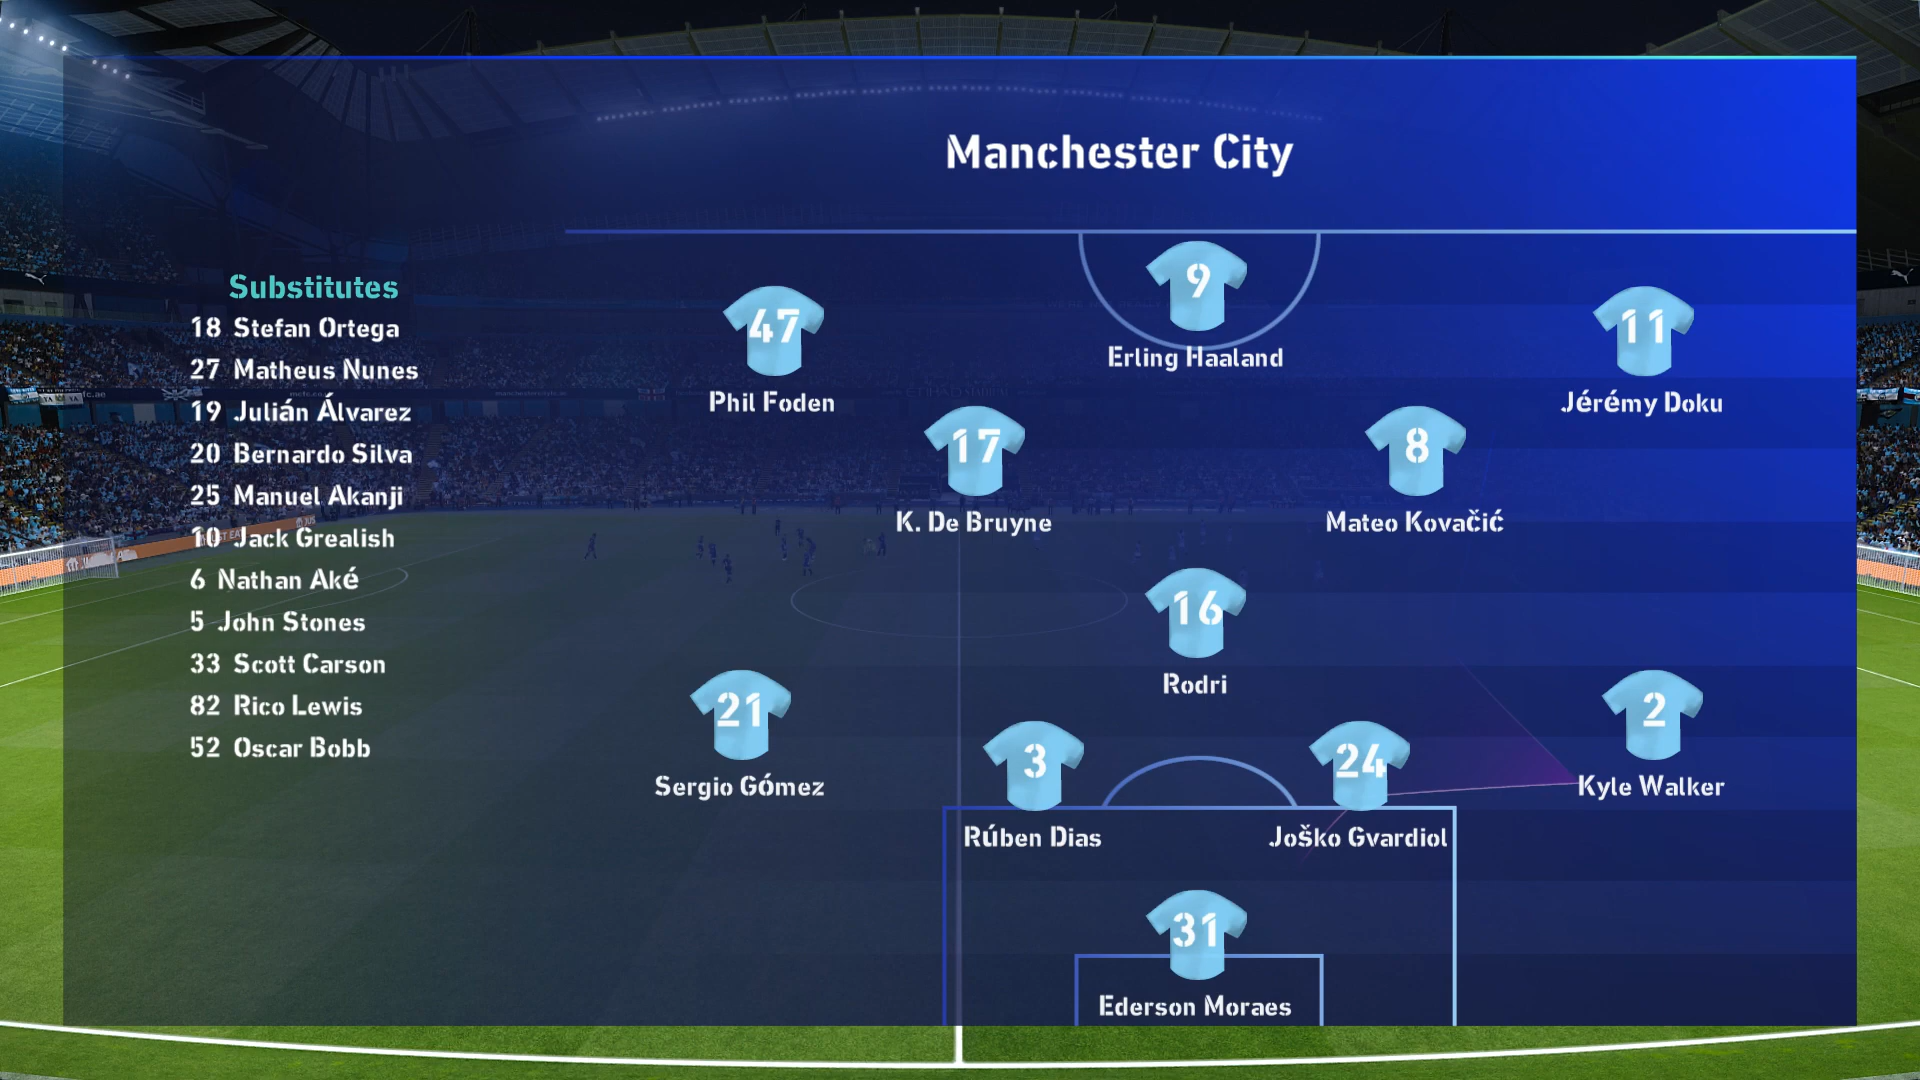 Manchester City
Substitutes
18 Stefan Ortega
27 Matheus Nunes
19 Julián Álvarez
20 Bernardo Silva
25 Manuel Akanji
10 Jack Grealish
6 Nathan Aké
5 John Stones
33 Scott Carson
82 Rico Lewis
52 Oscar Bobb
9
Erling Haaland
47
Phil Foden
11
Jérémy Doku
17
K. De Bruyne
8
Mateo Kovačić
16
Rodri
21
Sergio Gómez
3
Rúben Dias
24
Joško Gvardiol
2
Kyle Walker
31
Ederson Moraes